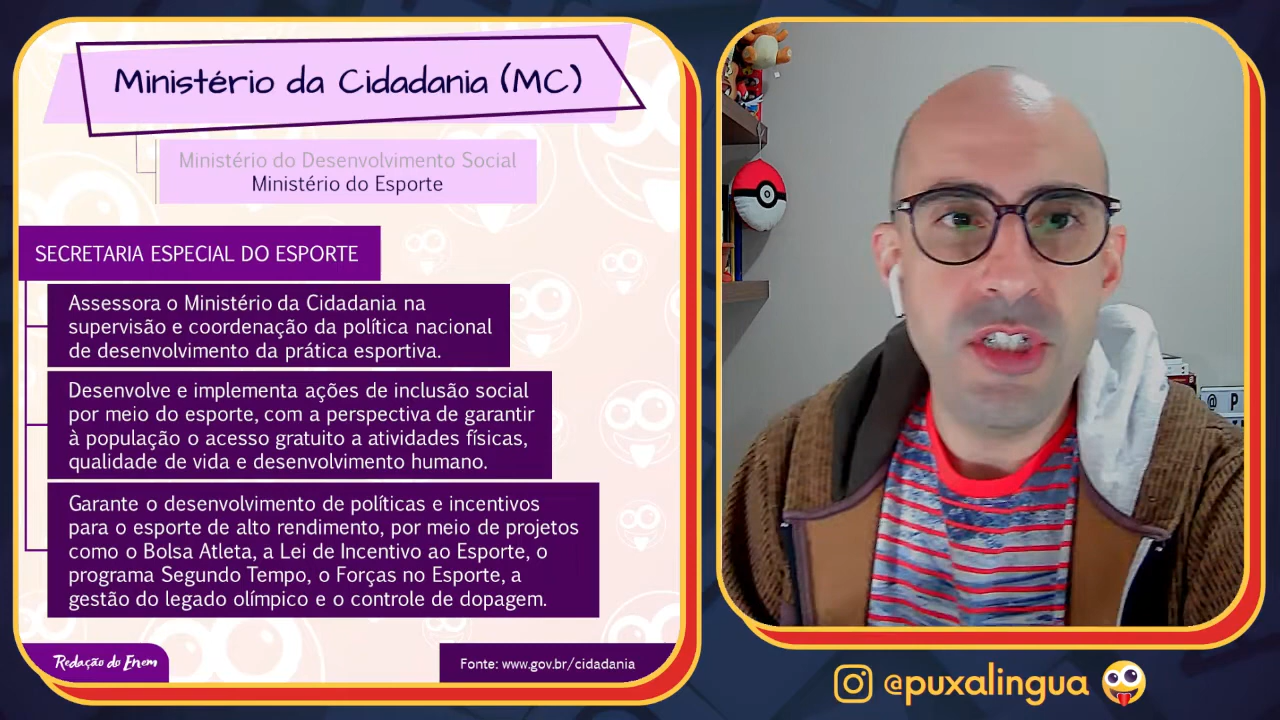 Ministério da Cidadania (MC)
Ministério do Desenvolvimento Social
Ministério do Esporte
SECRETARIA ESPECIAL DO ESPORTE
Assessora o Ministério da Cidadania na
supervisão e coordenação da política nacional
de desenvolvimento da prática esportiva.
Desenvolve e implementa ações de inclusão social
por meio do esporte, com a perspectiva de garantir
à população o acesso gratuito a atividades físicas,
qualidade de vida e desenvolvimento humano.
Garante o desenvolvimento de políticas e incentivos
para o esporte de alto rendimento, por meio de projetos
como o Bolsa Atleta, a Lei de Incentivo ao Esporte, o
programa Segundo Tempo, o Forças no Esporte, a
gestão do legado olímpico e o controle de dopagem.
Redação do Enem
Fonte: www.gov.br/cidadania
@ P
@puxalingua